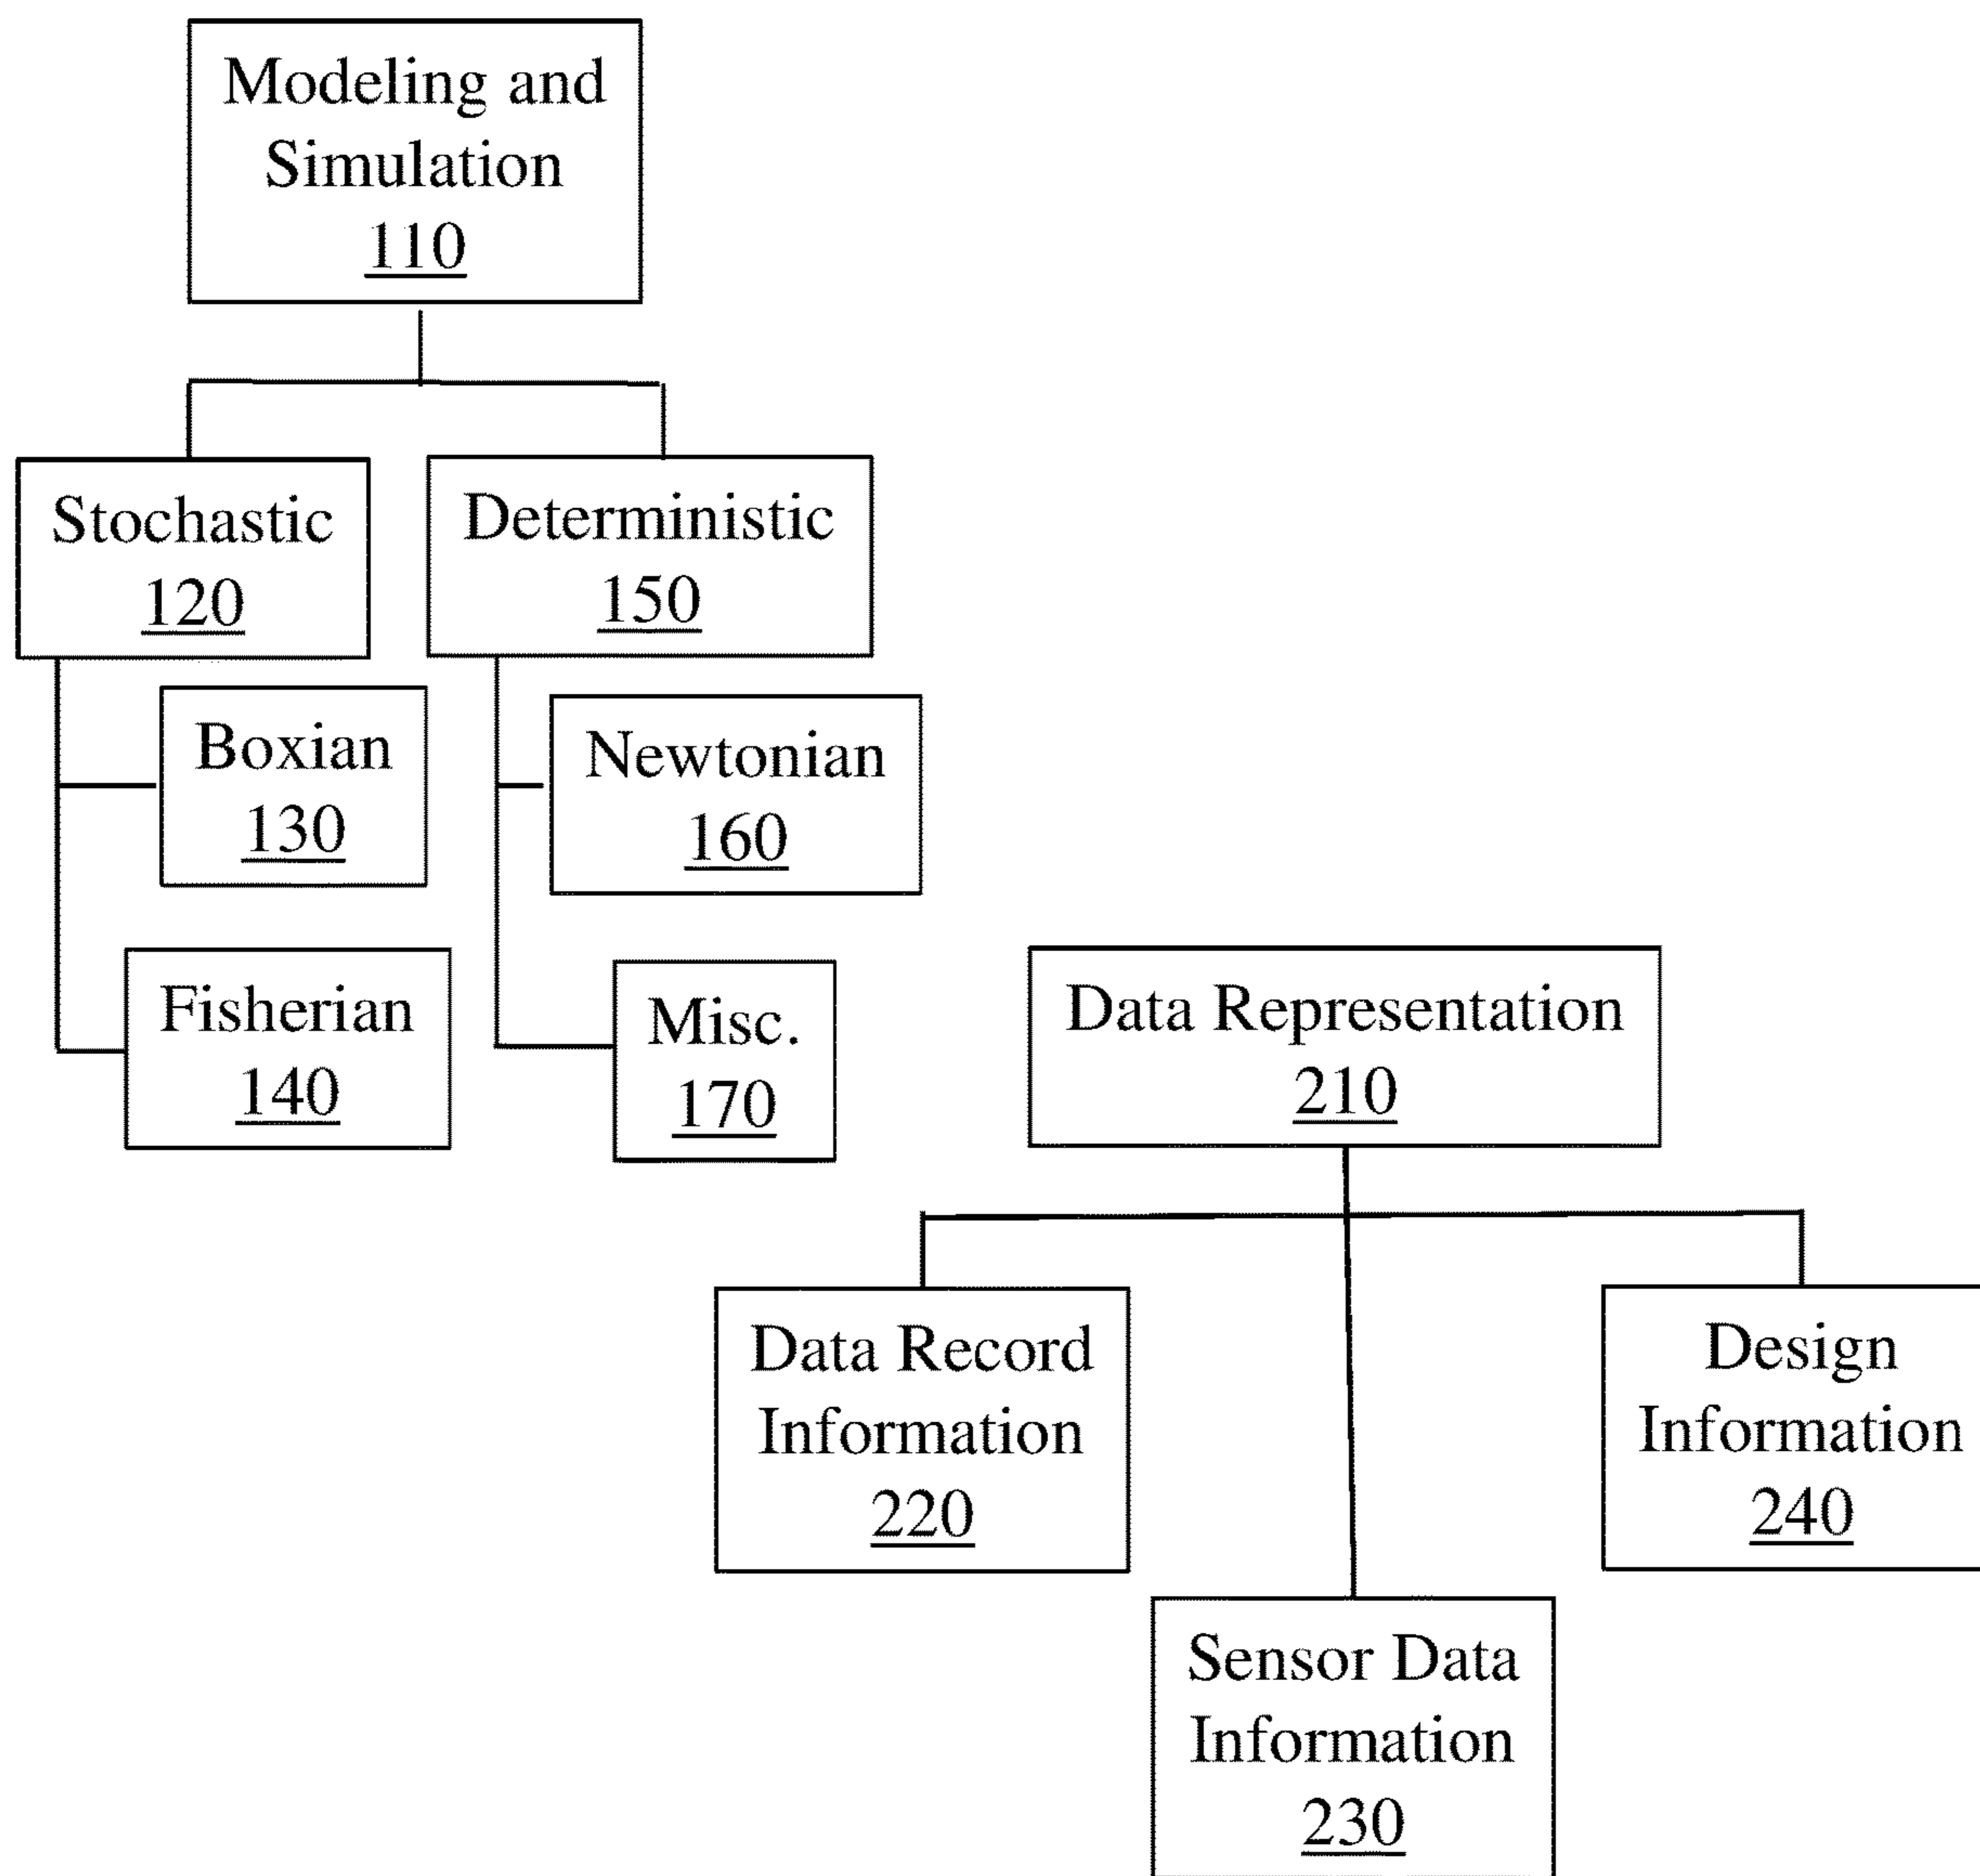 Modeling and
Simulation
110
Stochastic
120
Deterministic
150
Boxian
130
Newtonian
160
Fisherian
140
Misc.
170
Data Representation
210
Data Record
Information
220
Design
Information
240
Sensor Data
Information
230